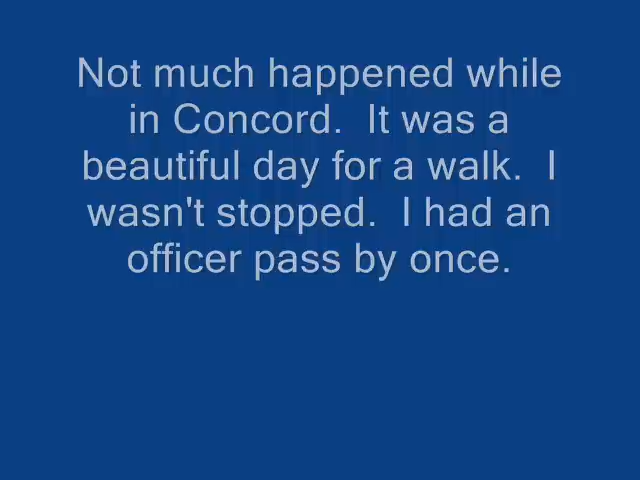 Not much happened while
in Concord.  It was a
beautiful day for a walk.  I
wasn't stopped.  I had an
officer pass by once.